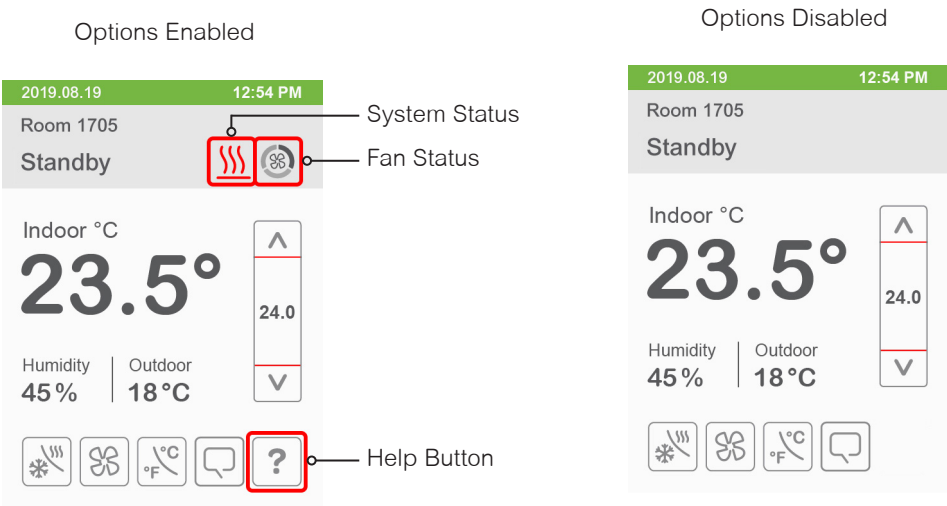 Options Enabled
2019.08.19 12:54 PM
Room 1705
Standby
System Status
Fan Status
Indoor °C
23.5°
24.0
Humidity Outdoor
45% 18°C
°F °C ?
Help Button
Options Disabled
2019.08.19 12:54 PM
Room 1705
Standby
Indoor °C
23.5°
24.0
Humidity Outdoor
45% 18°C
°F °C